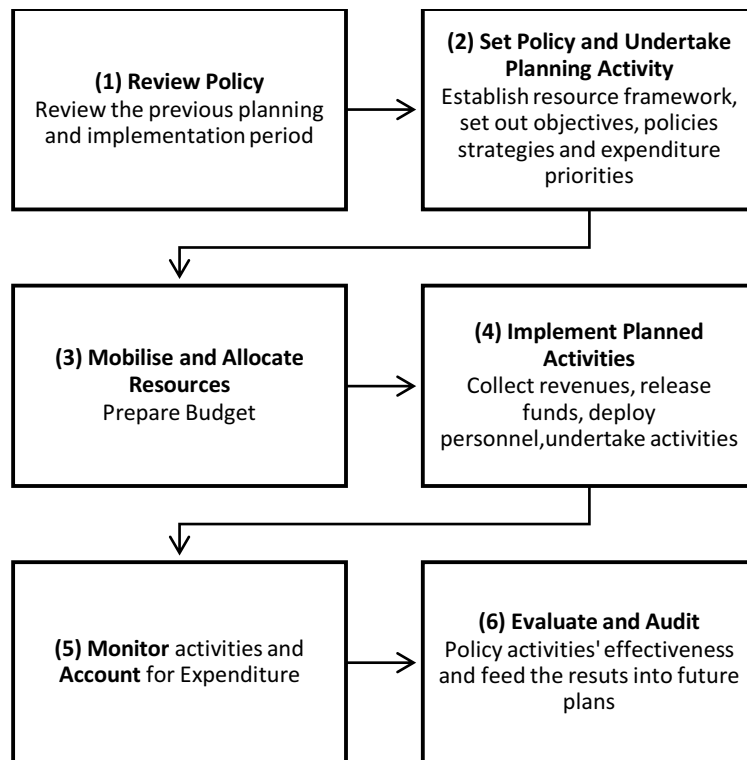 (1) Review Policy
Review the previous planning
and implementation period
(2) Set Policy and Undertake
Planning Activity
Establish resource framework,
set out objectives, policies
strategies and expenditure
priorities
(3) Mobilise and Allocate
Resources
Prepare Budget
(4) Implement Planned
Activities
Collect revenues, release
funds, deploy
personnel,undertake activities
(5) Monitor activities and
Account for Expenditure
(6) Evaluate and Audit
Policy activities' effectiveness
and feed the resuts into future
plans